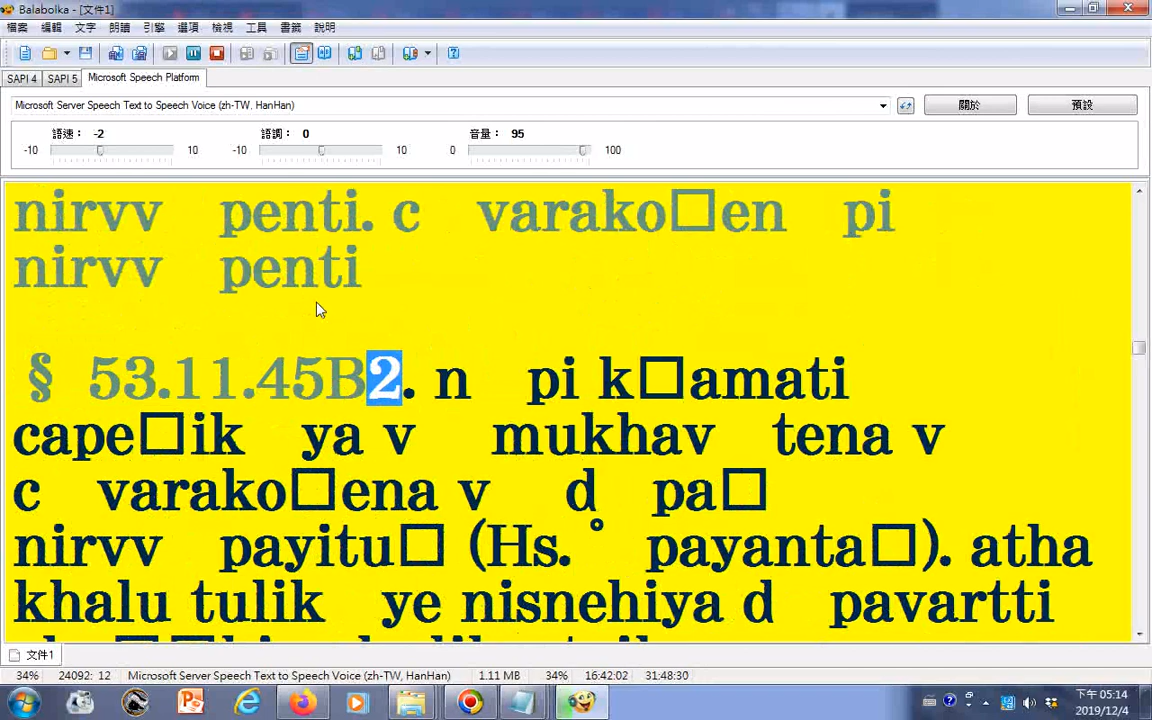 Balabolka - [文件1]
檔案 編輯 文字 朗讀 引擎 選項 檢視 工具 書籤 說明
SAPI 4 SAPI 5 Microsoft Speech Platform
Microsoft Server Speech Text to Speech Voice (zh-TW, HanHan) 關於 預設
語速： -2 語調： 0 音量： 95
-10 10 -10 10 0 100
nirvv penti. c varako□en pi
nirvv penti
§ 53.11.45B2. n pi k□amati
cape□ik ya v mukhav tena v
c varako□ena v d pa□
nirvv payitu□ (Hs. ° payanta□). atha
khalu tulik ye nisnehiya d pavartti
文件1
34% 24092: 12 Microsoft Server Speech Text to Speech Voice (zh-TW, HanHan) 1.11 MB 34% 16:42:02 31:48:30
下午 05:14
2019/12/4